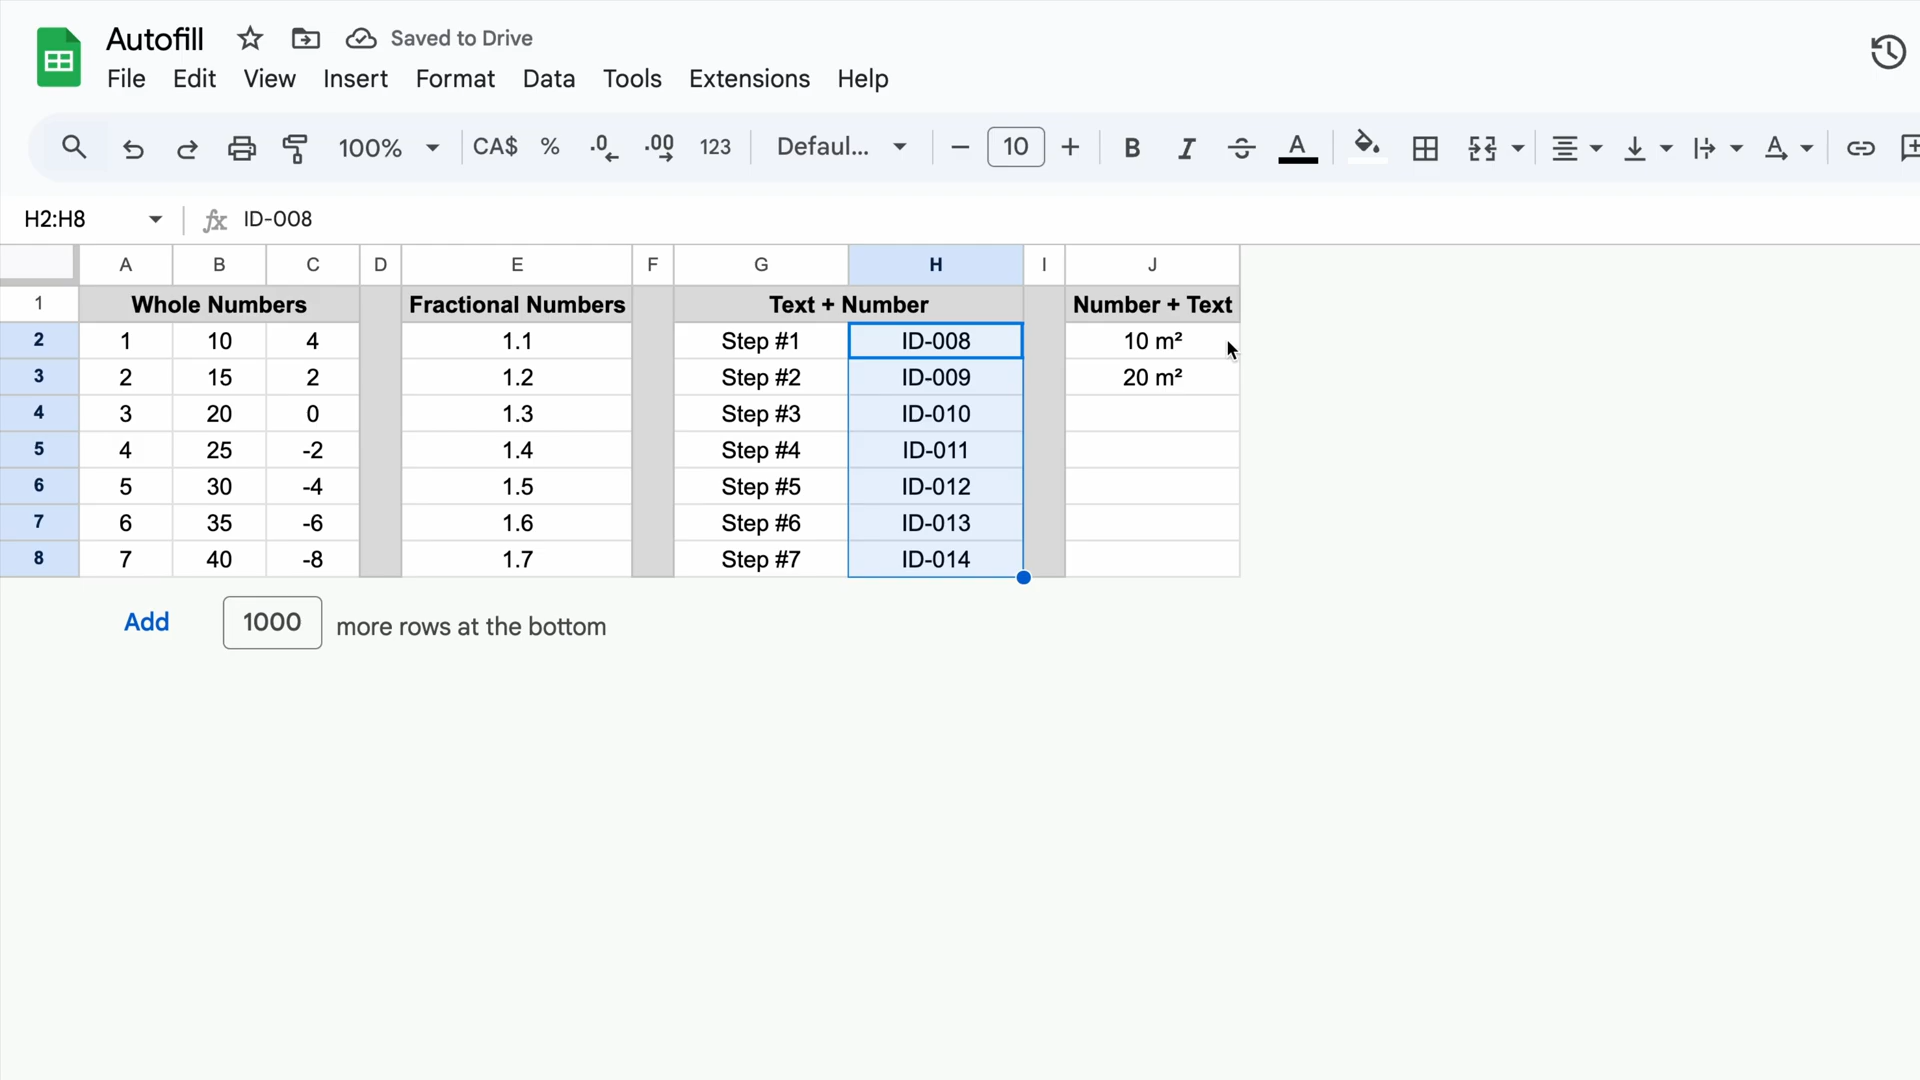 Autofill Saved to Drive
File Edit View Insert Format Data Tools Extensions Help
100% CA$ % .0 .00 123 Defaul... 10 B I S A A
H2:H8 fx ID-008
A B C D E F G H I J
1 Whole Numbers Fractional Numbers Text + Number Number + Text
2 1 10 4 1.1 Step #1 ID-008 10 m²
3 2 15 2 1.2 Step #2 ID-009 20 m²
4 3 20 0 1.3 Step #3 ID-010
5 4 25 -2 1.4 Step #4 ID-011
6 5 30 -4 1.5 Step #5 ID-012
7 6 35 -6 1.6 Step #6 ID-013
8 7 40 -8 1.7 Step #7 ID-014
Add 1000 more rows at the bottom